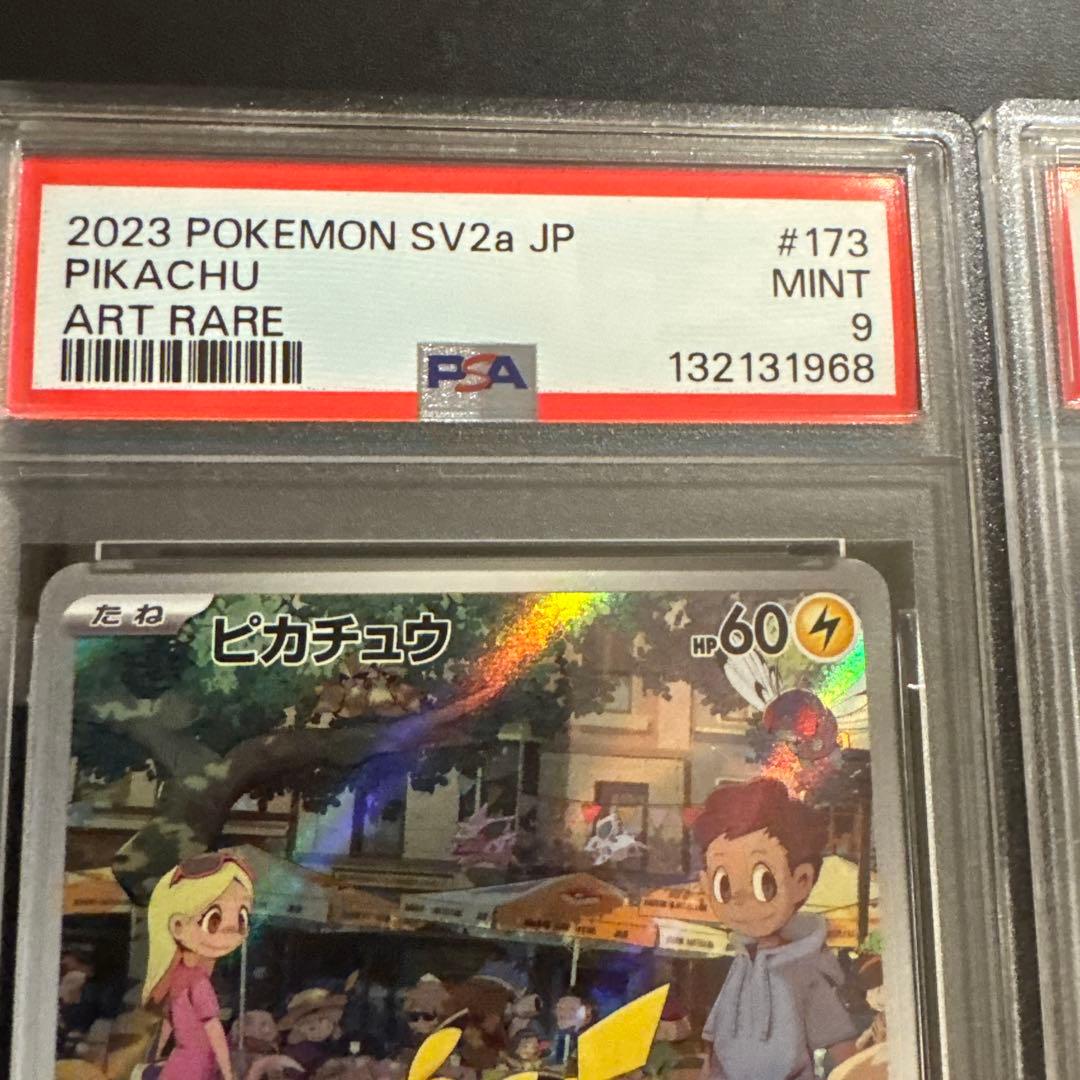 2023 POKEMON SV2a JP #173
PIKACHU MINT
ART RARE 9
PSA 132131968
たね ピカチュウ HP60